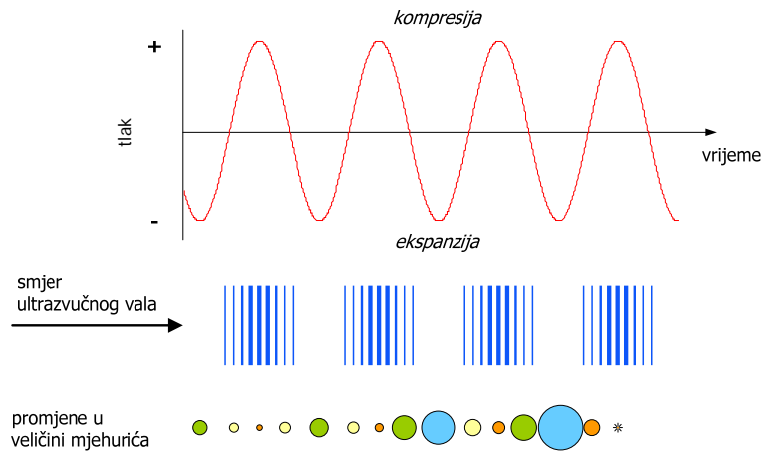 kompresija
+
tlak
vrijeme
-
ekspanzija
smjer
ultrazvučnog vala
promjene u
veličini mjehurića